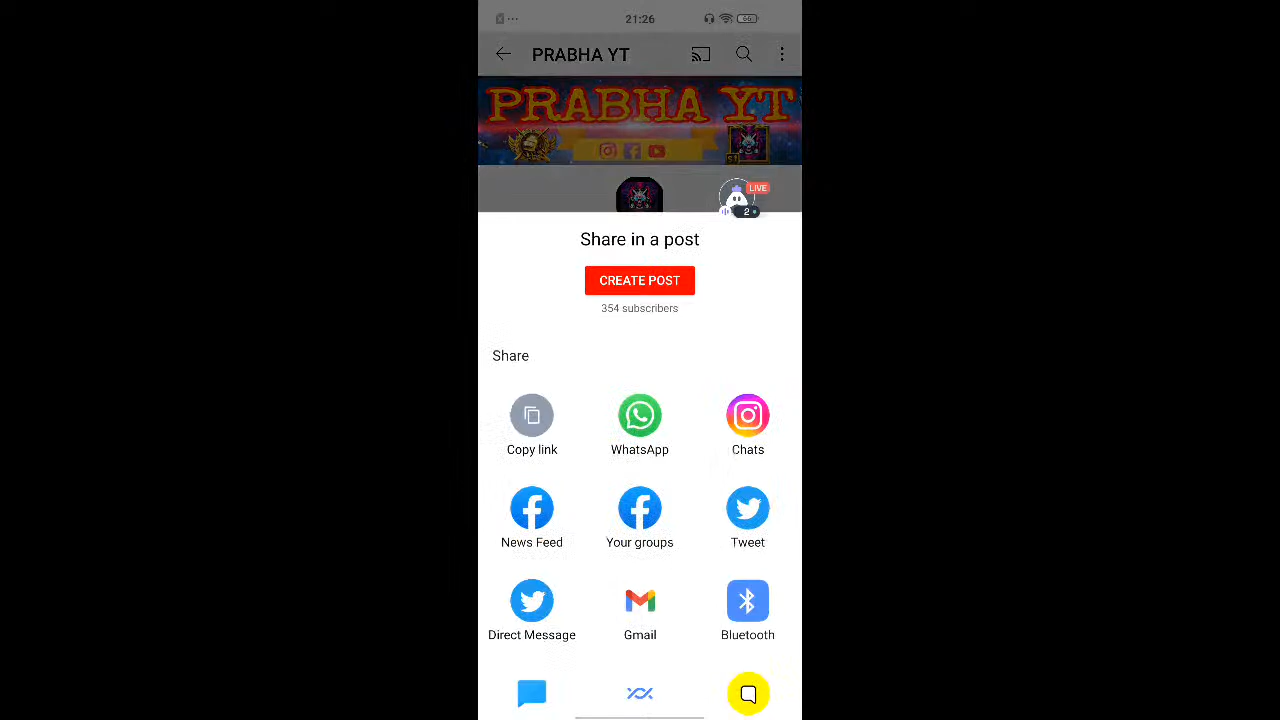 21:26
66
PRABHA YT
PRABHA YT
LIVE
2
Share in a post
CREATE POST
354 subscribers
Share
Copy link
WhatsApp
Chats
News Feed
Your groups
Tweet
Direct Message
Gmail
Bluetooth